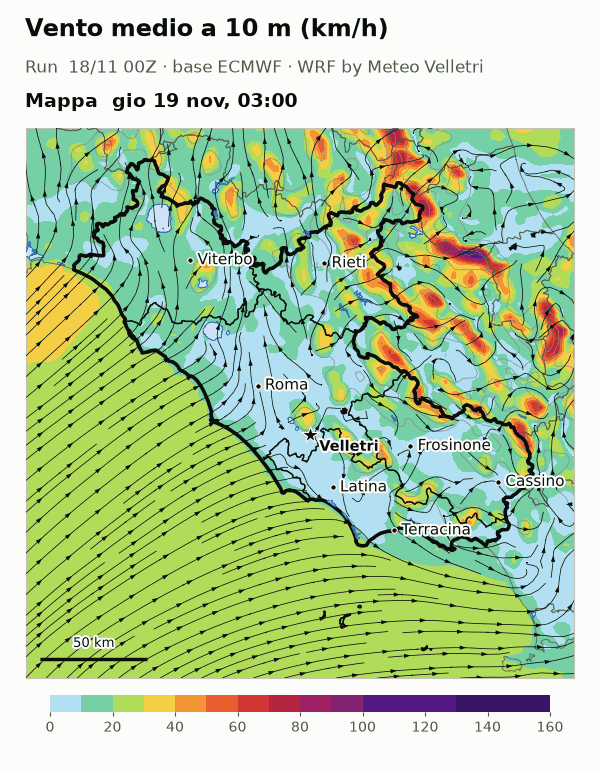 Vento medio a 10 m (km/h)
Run 18/11 00Z · base ECMWF · WRF by Meteo Velletri
Mappa gio 19 nov, 03:00
Viterbo
Rieti
Roma
Velletri
Frosinone
Cassino
Latina
Terracina
50 km
0 20 40 60 80 100 120 140 160